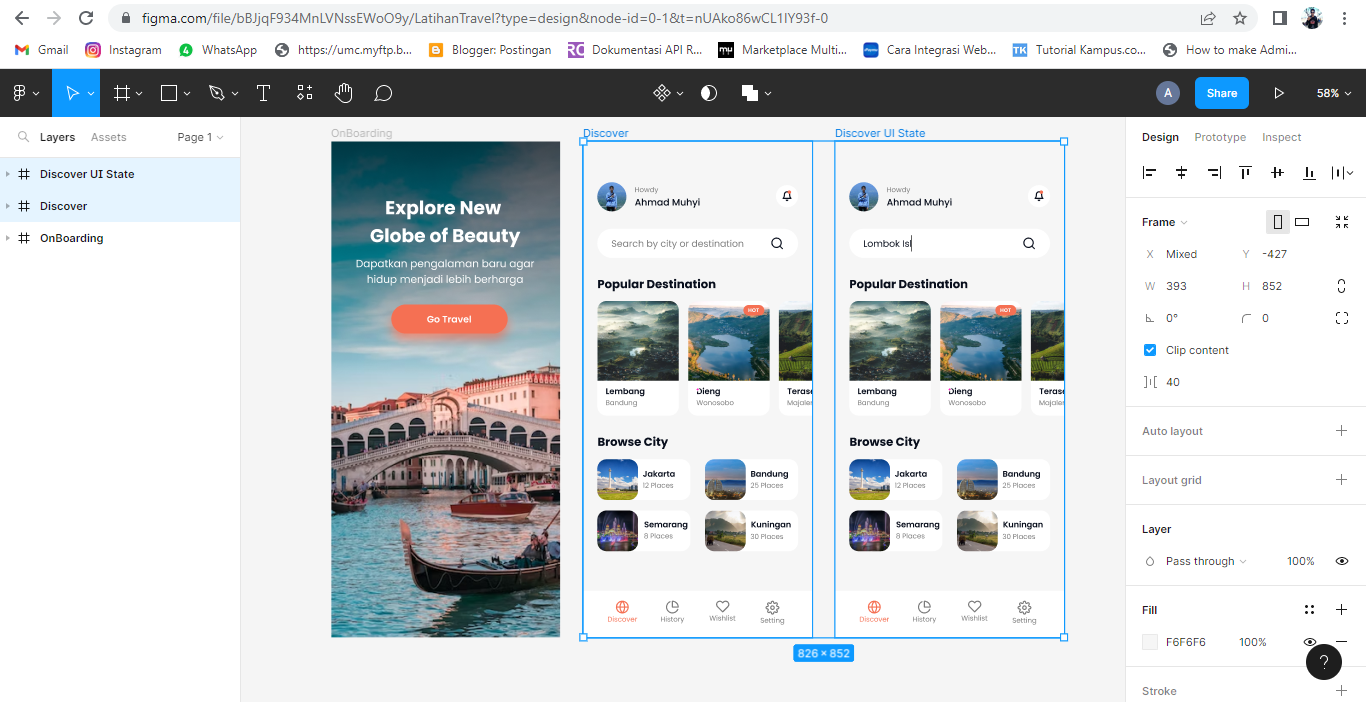 figma.com/file/bBJjqF934MnLVNssEWoO9y/LatihanTravel?type=design&node-id=0-1&t=nUAko86wCL1IY93f-0
Gmail Instagram WhatsApp https://umc.myftp.b... Blogger: Postingan Dokumentasi API R... Marketplace Multi... Cara Integrasi Web... Tutorial Kampus.co... How to make Admi...
A Share 58%
Layers Assets Page 1
Discover UI State
Discover
OnBoarding
OnBoarding
Explore New
Globe of Beauty
Dapatkan pengalaman baru agar
hidup menjadi lebih berharga
Go Travel
Discover
Howdy
Ahmad Muhyi
Search by city or destination
Popular Destination
HOT
Lembang Dieng Teras
Bandung Wonosobo Majale
Browse City
Jakarta Bandung
12 Places 25 Places
Semarang Kuningan
8 Places 30 Places
Discover History Wishlist Setting
Discover UI State
Howdy
Ahmad Muhyi
Lombok Isl
Popular Destination
HOT
Lembang Dieng Teras
Bandung Wonosobo Majale
Browse City
Jakarta Bandung
12 Places 25 Places
Semarang Kuningan
8 Places 30 Places
Discover History Wishlist Setting
826 × 852
Design Prototype Inspect
Frame
X Mixed Y -427
W 393 H 852
0° 0
Clip content
40
Auto layout
Layout grid
Layer
Pass through 100%
Fill
F6F6F6 100%
?
Stroke